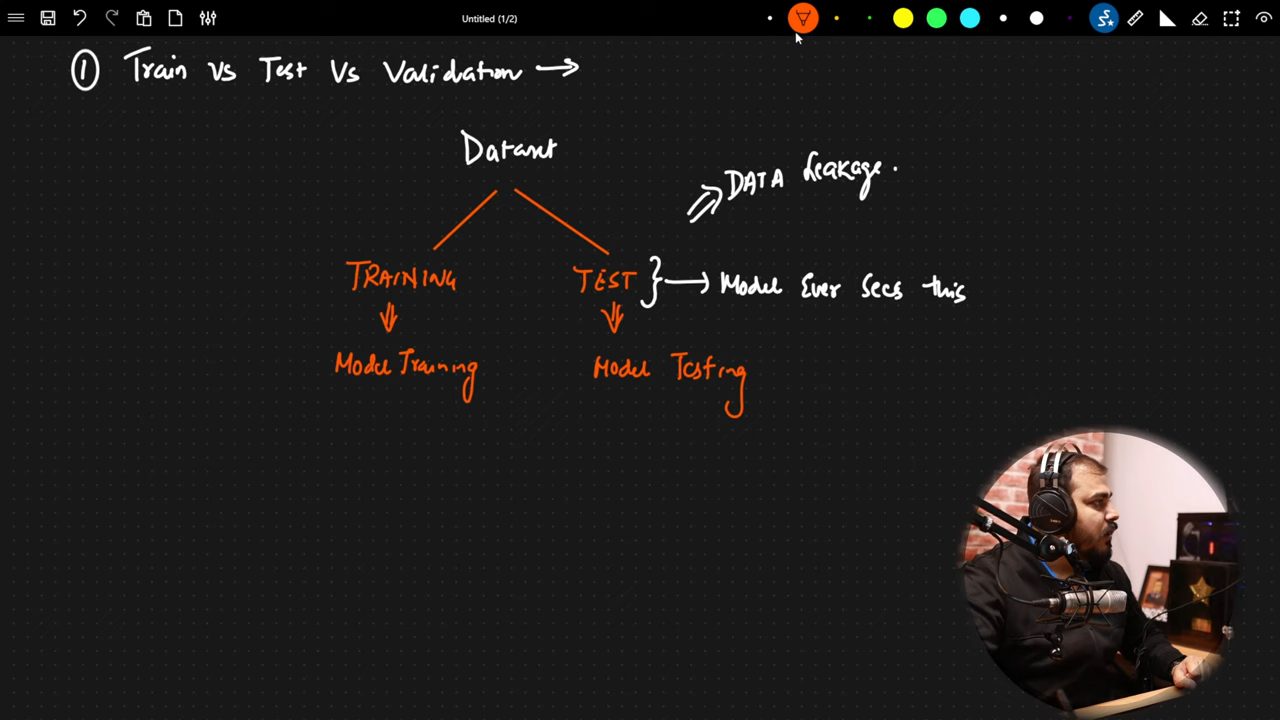 Untitled (1/2)
① Train vs Test Vs Validation →
Dataset
DATA Leakage.
TRAINING
TEST } → Model Ever Sees this
Model Training
Model Testing